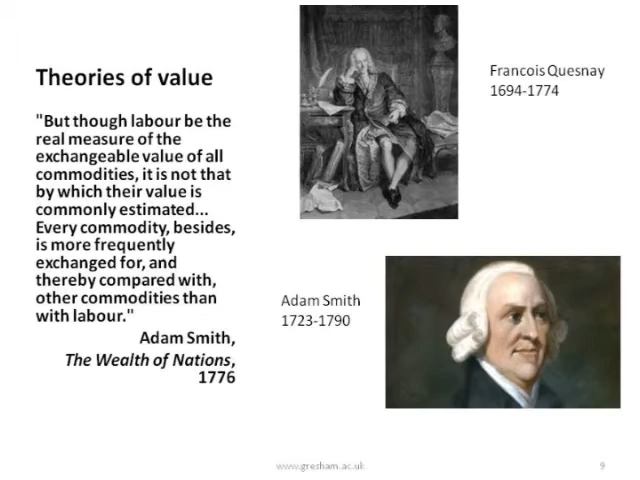 Theories of value
"But though labour be the
real measure of the
exchangeable value of all
commodities, it is not that
by which their value is
commonly estimated...
Every commodity, besides,
is more frequently
exchanged for, and
thereby compared with,
other commodities than
with labour."
Adam Smith,
The Wealth of Nations,
1776
Francois Quesnay
1694-1774
Adam Smith
1723-1790
www.gresham.ac.uk
9